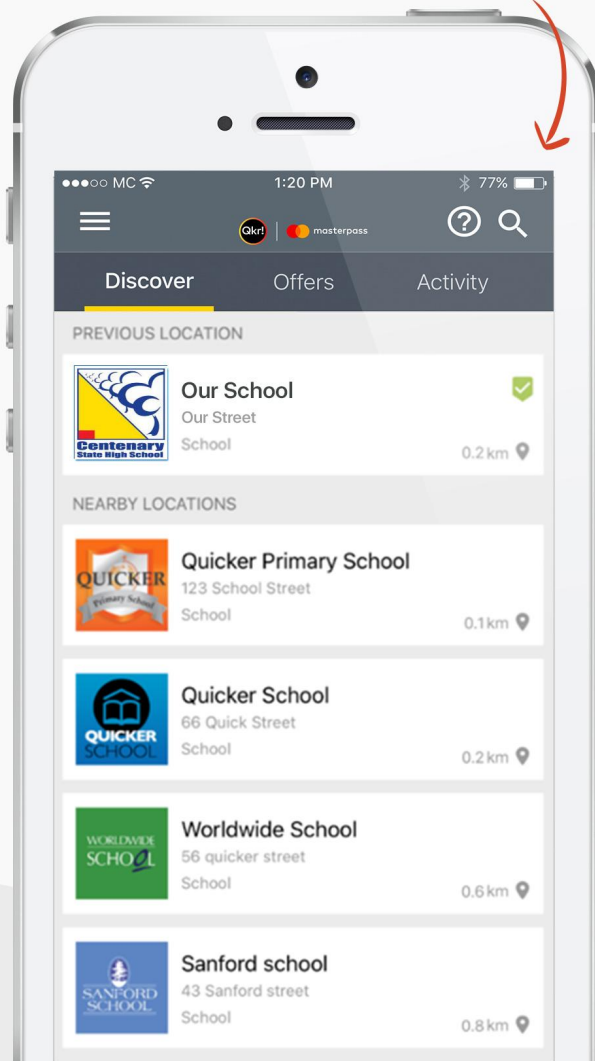 MC 1:20 PM 77%
Qkr! masterpass
Discover Offers Activity
PREVIOUS LOCATION
Centenary
State High School
Our School
Our Street
School
0.2 km
NEARBY LOCATIONS
QUICKER
Primary School
Quicker Primary School
123 School Street
School
0.1 km
QUICKER
SCHOOL
Quicker School
66 Quick Street
School
0.2 km
WORLDWIDE
SCHOOL
Worldwide School
56 quicker street
School
0.6 km
SANFORD
SCHOOL
Sanford school
43 Sanford street
School
0.8 km